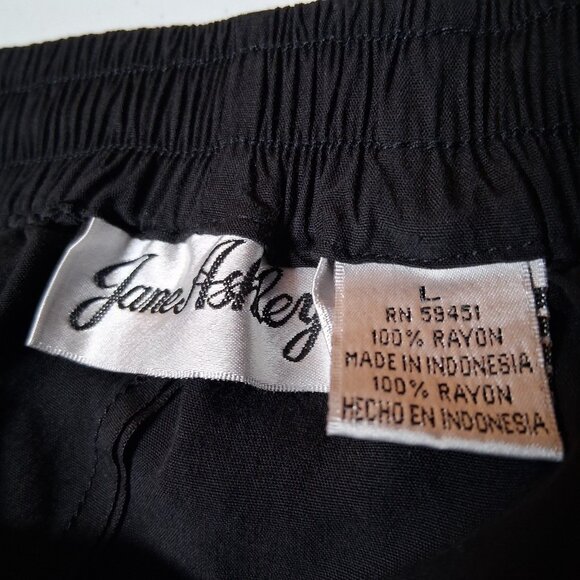 Jane Ashley
L
RN 59451
100% RAYON
MADE IN INDONESIA
100% RAYON
HECHO EN INDONESIA